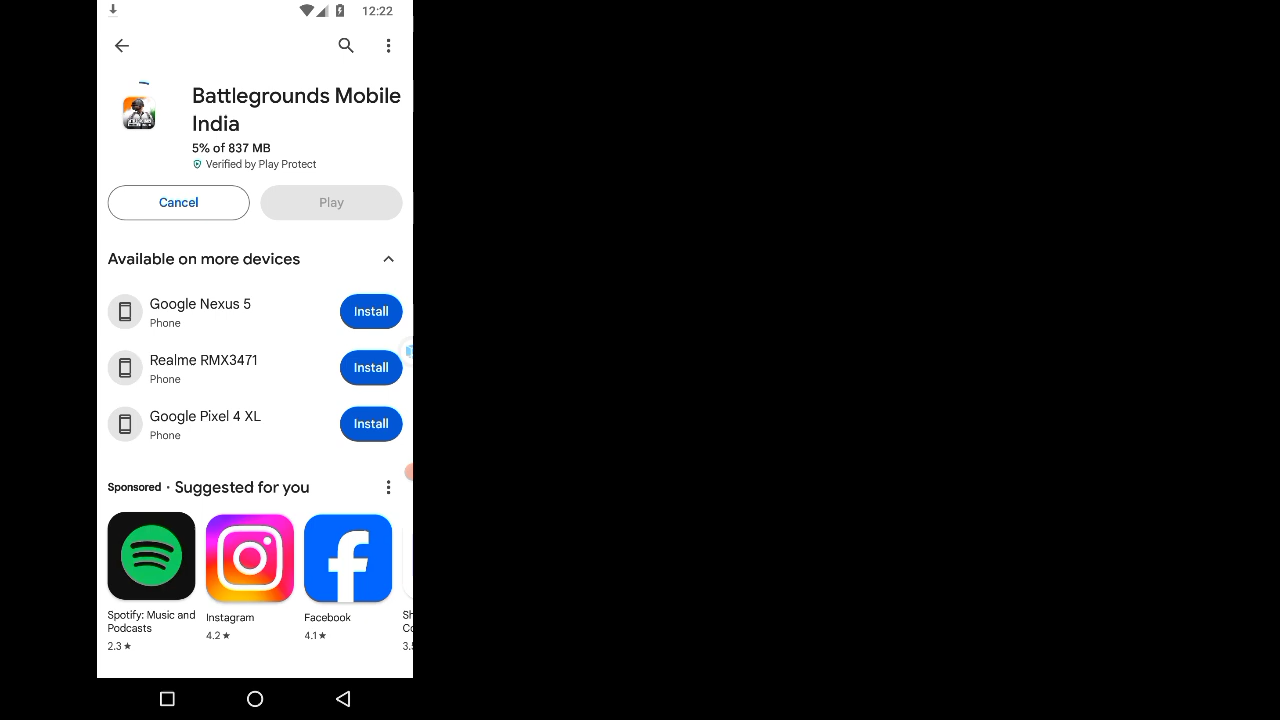 12:22
Battlegrounds Mobile
India
5% of 837 MB
Verified by Play Protect
Cancel
Play
Available on more devices
Google Nexus 5
Phone
Install
Realme RMX3471
Phone
Install
Google Pixel 4 XL
Phone
Install
Sponsored · Suggested for you
Spotify: Music and
Podcasts
2.3★
Instagram
4.2★
Facebook
4.1★